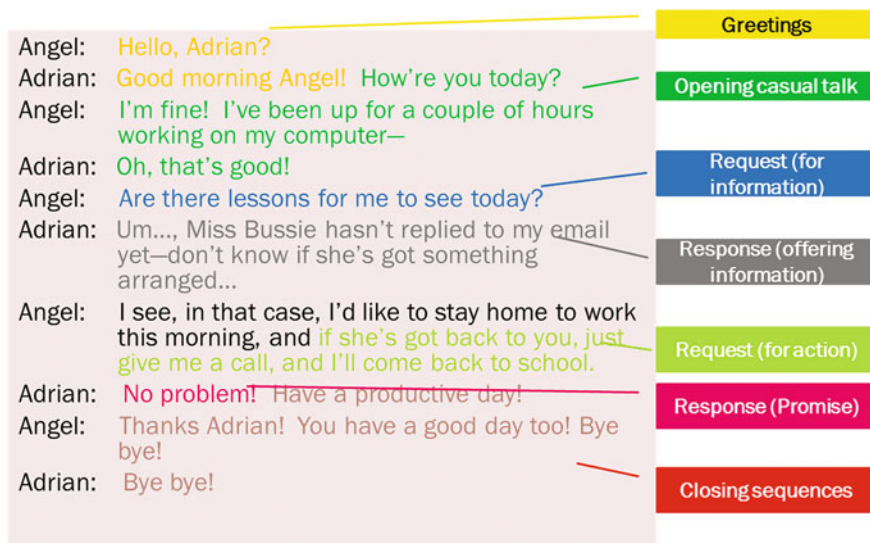 Greetings
Angel: Hello, Adrian?
Adrian: Good morning Angel! How're you today?
Opening casual talk
Angel: I'm fine! I've been up for a couple of hours
working on my computer—
Adrian: Oh, that's good!
Request (for
information)
Angel: Are there lessons for me to see today?
Adrian: Um..., Miss Bussie hasn't replied to my email
yet—don't know if she's got something
arranged...
Response (offering
information)
Angel: I see, in that case, I'd like to stay home to work
this morning, and if she's got back to you, just
give me a call, and I'll come back to school.
Request (for action)
Adrian: No problem! Have a productive day!
Response (Promise)
Angel: Thanks Adrian! You have a good day too! Bye
bye!
Adrian: Bye bye!
Closing sequences